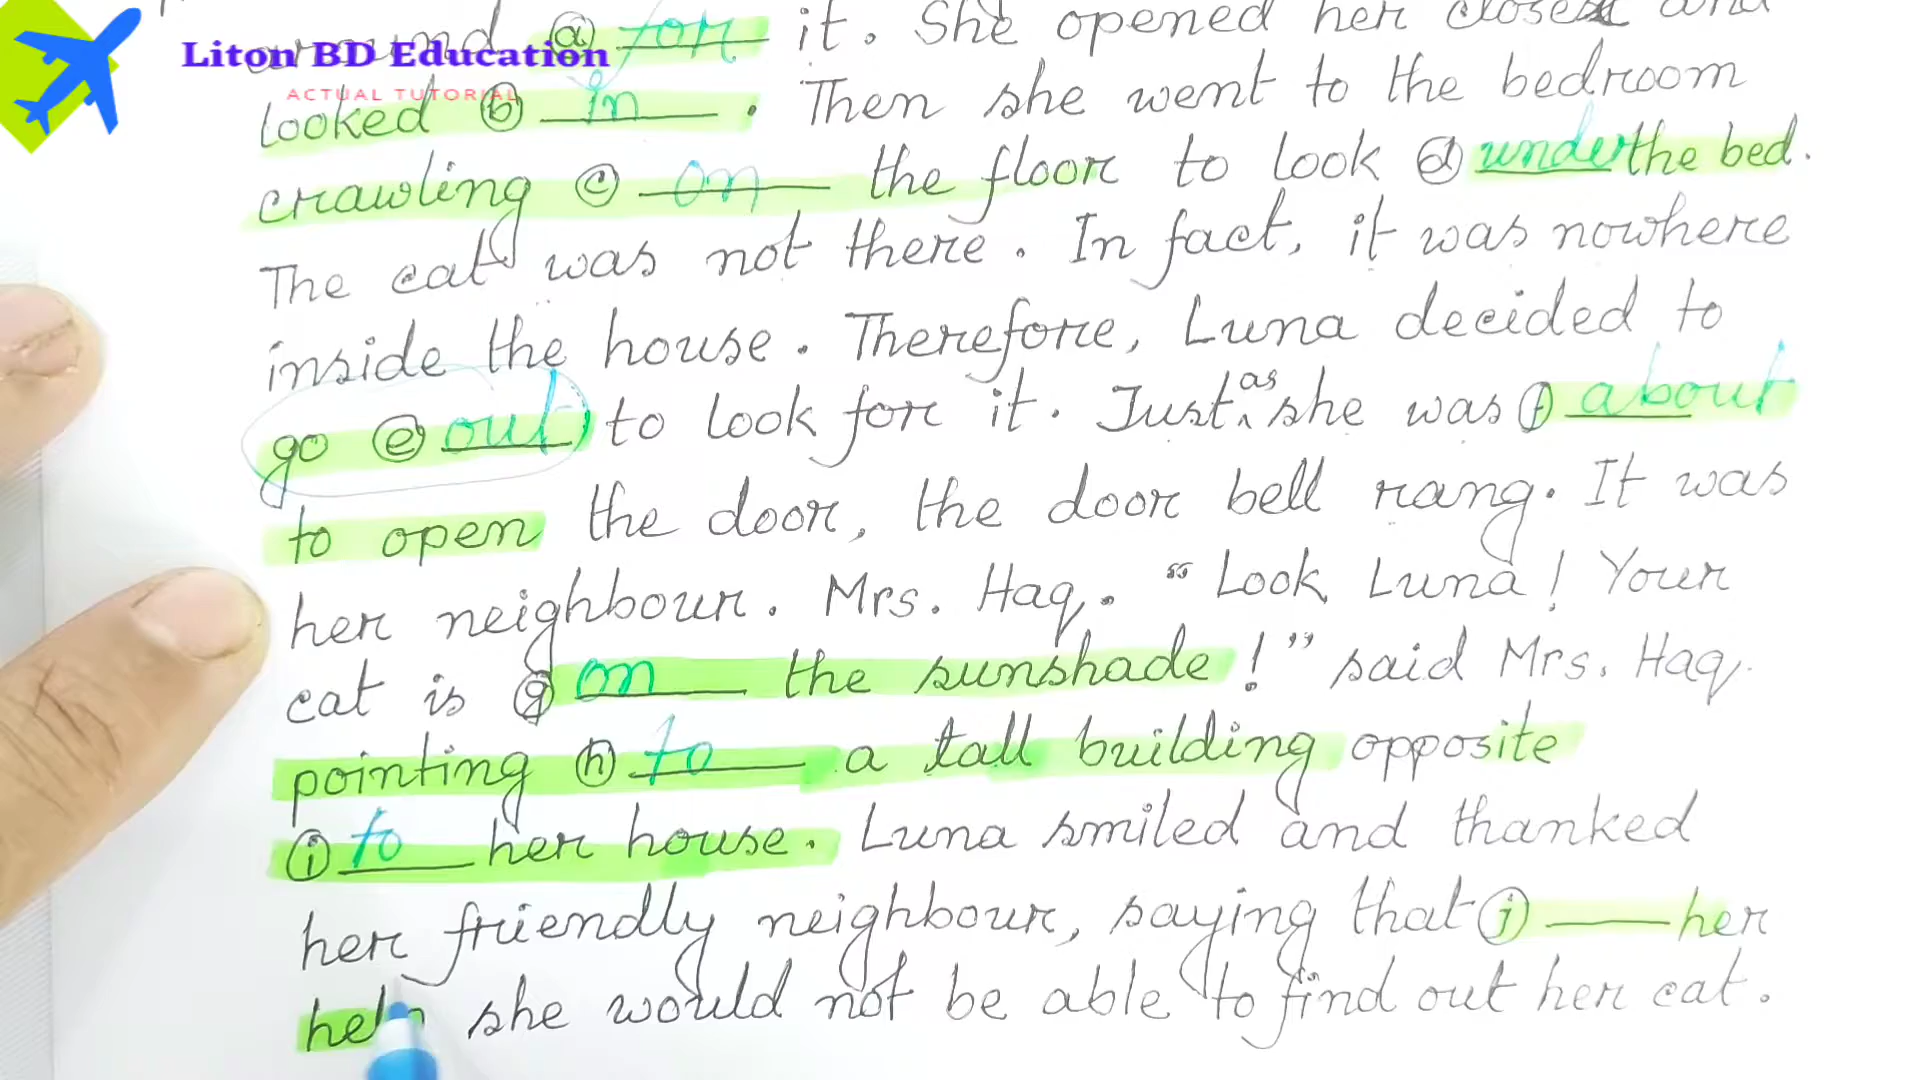 around ⓐ for it. She opened her closet and
Liton BD Education
ACTUAL TUTORIAL
looked ⓑ in . Then she went to the bedroom
crawling ⓒ on the floor to look ⓓ under the bed.
The cat was not there. In fact, it was nowhere
inside the house. Therefore, Luna decided to
go ⓔ out to look for it. Just as she was ⓕ about
to open the door, the door bell rang. It was
her neighbour. Mrs. Haq. "Look Luna! Your
cat is ⓖ on the sunshade!" said Mrs. Haq.
pointing ⓗ to a tall building opposite
ⓘ to her house. Luna smiled and thanked
her friendly neighbour, saying that ⓙ ____ her
help she would not be able to find out her cat.